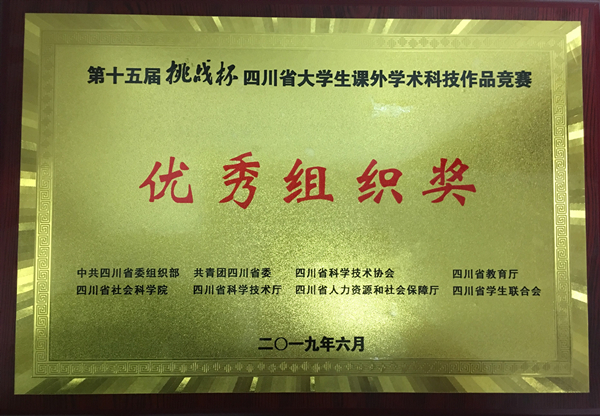 第十五届挑战杯四川省大学生课外学术科技作品竞赛
优秀组织奖
中共四川省委组织部 共青团四川省委 四川省科学技术协会 四川省教育厅
四川省社会科学院 四川省科学技术厅 四川省人力资源和社会保障厅 四川省学生联合会
二〇一九年六月